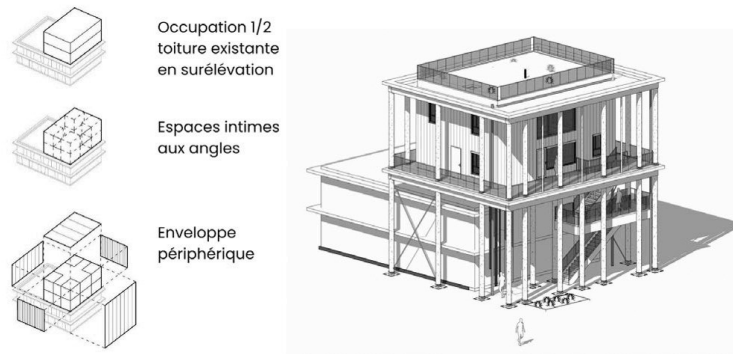 Occupation 1/2
toiture existante
en surélévation
Espaces intimes
aux angles
Enveloppe
périphérique